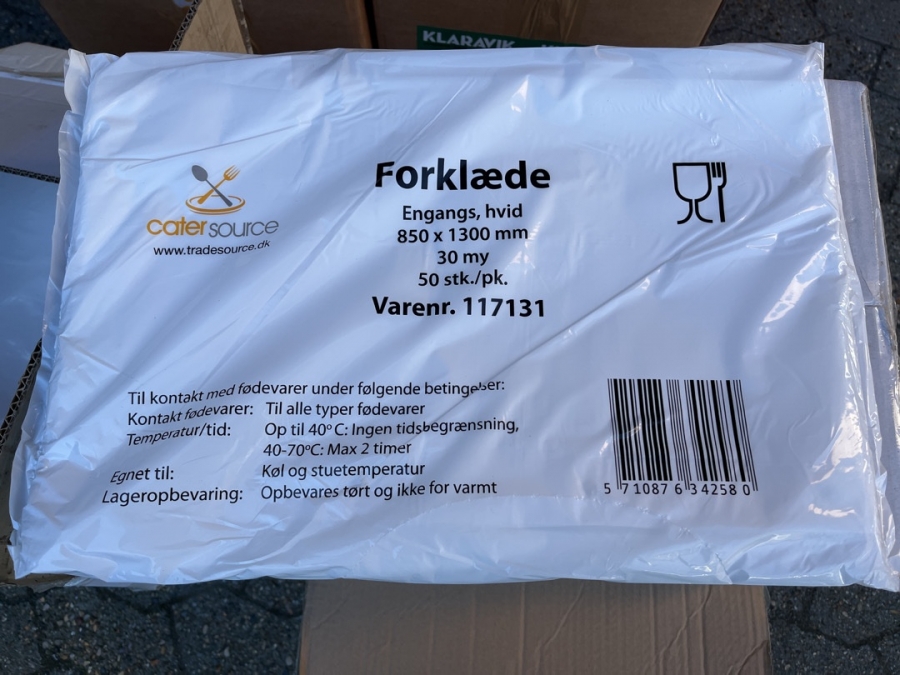 KLARAVIK
Forklæde
Engangs, hvid
850 x 1300 mm
30 my
50 stk./pk.
Varenr. 117131
cater source
www.tradesource.dk
Til kontakt med fødevarer under følgende betingelser:
Kontakt fødevarer: Til alle typer fødevarer
Temperatur/tid: Op til 40°C: Ingen tidsbegrænsning,
40-70°C: Max 2 timer
Egnet til: Køl og stuetemperatur
Lageropbevaring: Opbevares tørt og ikke for varmt
5 710876 342580